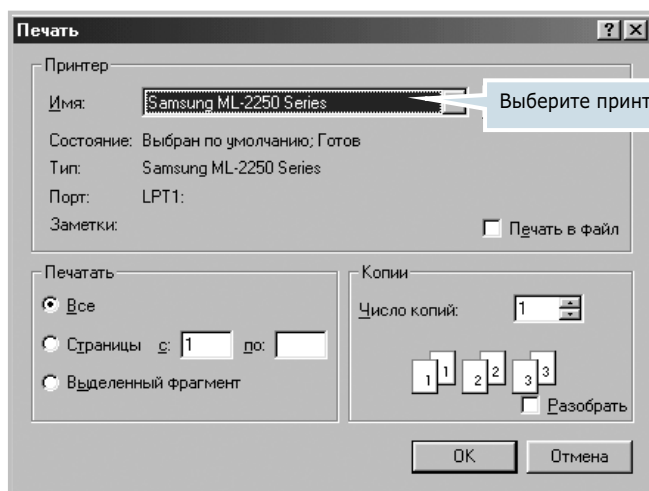 Печать
Принтер
Имя: Samsung ML-2250 Series
Выберите принт
Состояние: Выбран по умолчанию; Готов
Тип: Samsung ML-2250 Series
Порт: LPT1:
Заметки:
Печать в файл
Печатать
Все
Страницы с: 1 по:
Выделенный фрагмент
Копии
Число копий: 1
1 1 2 2 3 3
Разобрать
OK Отмена